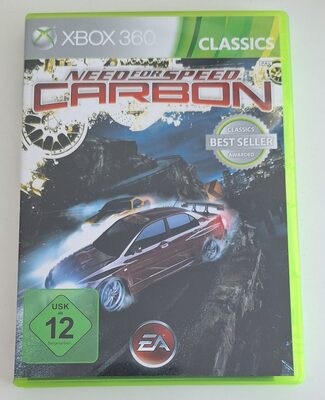 XBOX 360
CLASSICS
NEED FOR SPEED
CARBON
CLASSICS
BEST SELLER
AWARDED
USK
ab
12
EA